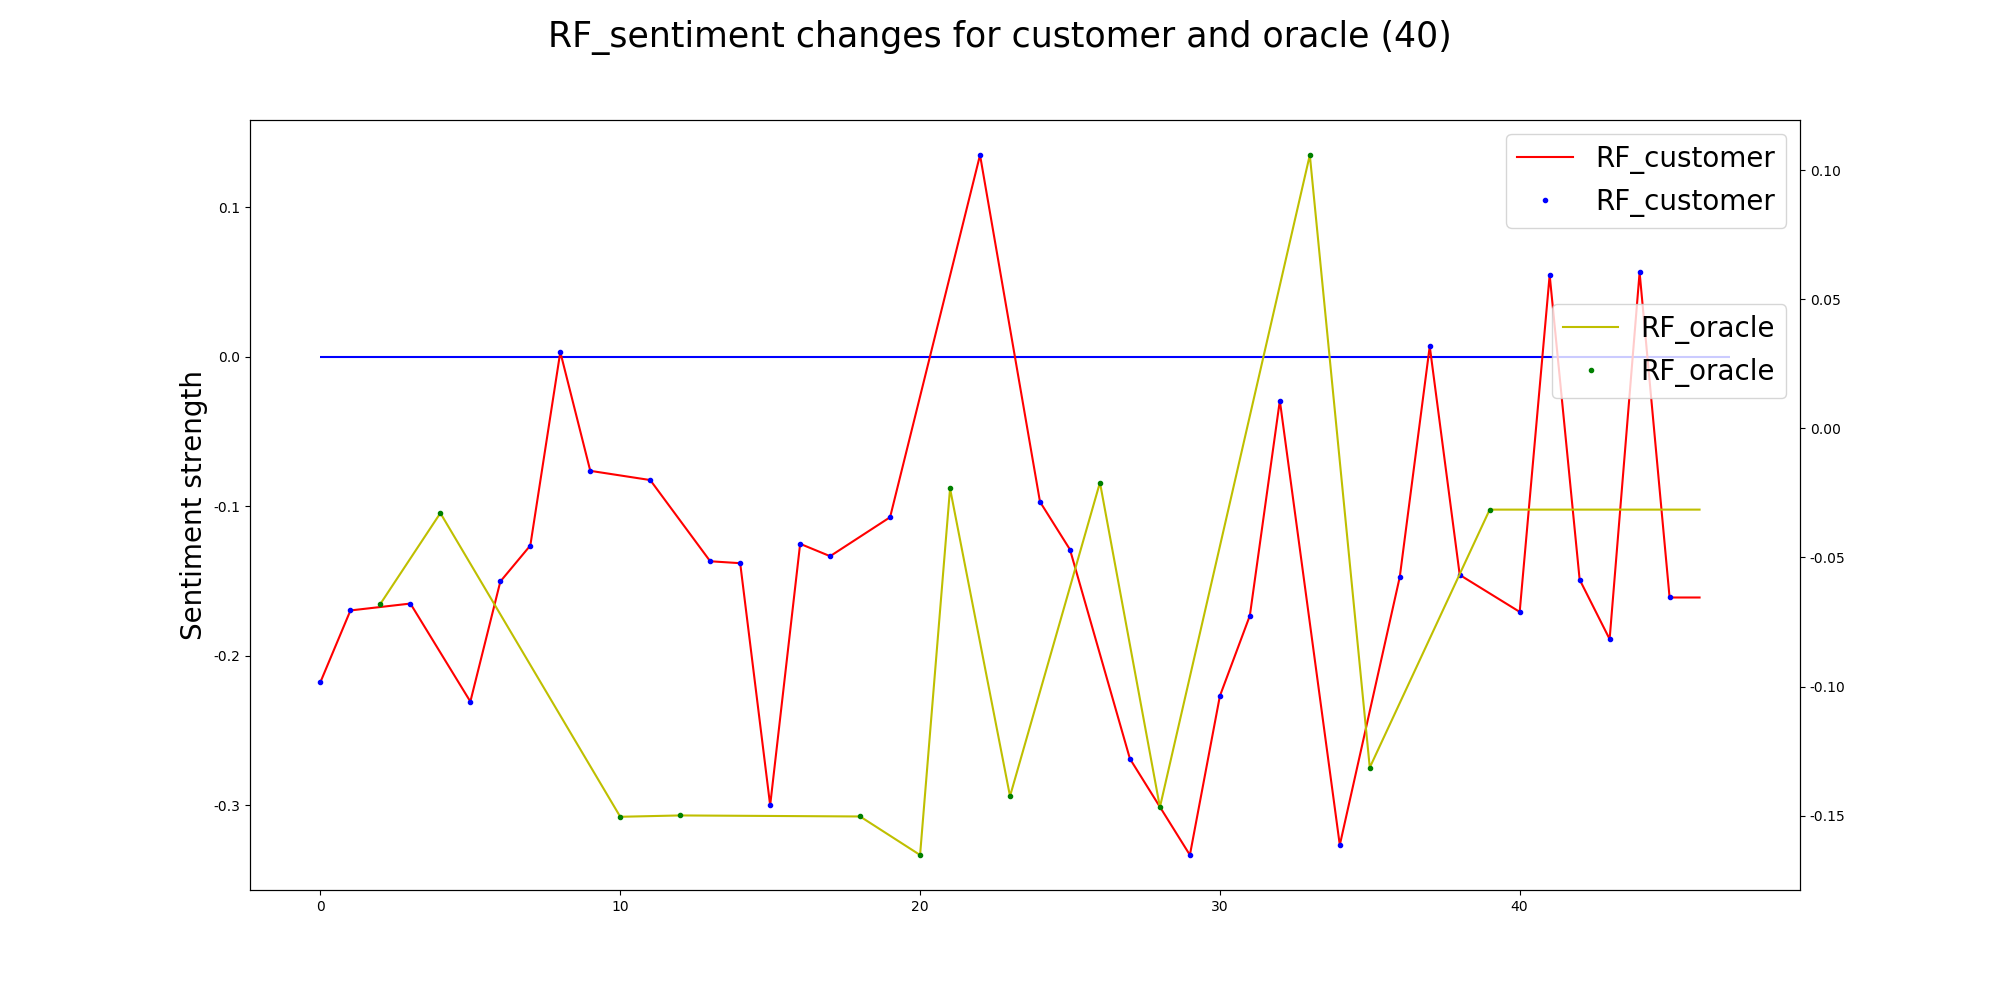 RF_sentiment changes for customer and oracle (40)
RF_customer
RF_customer
RF_oracle
RF_oracle
Sentiment strength
0.1
0.0
-0.1
-0.2
-0.3
0.10
0.05
0.00
-0.05
-0.10
-0.15
0 10 20 30 40